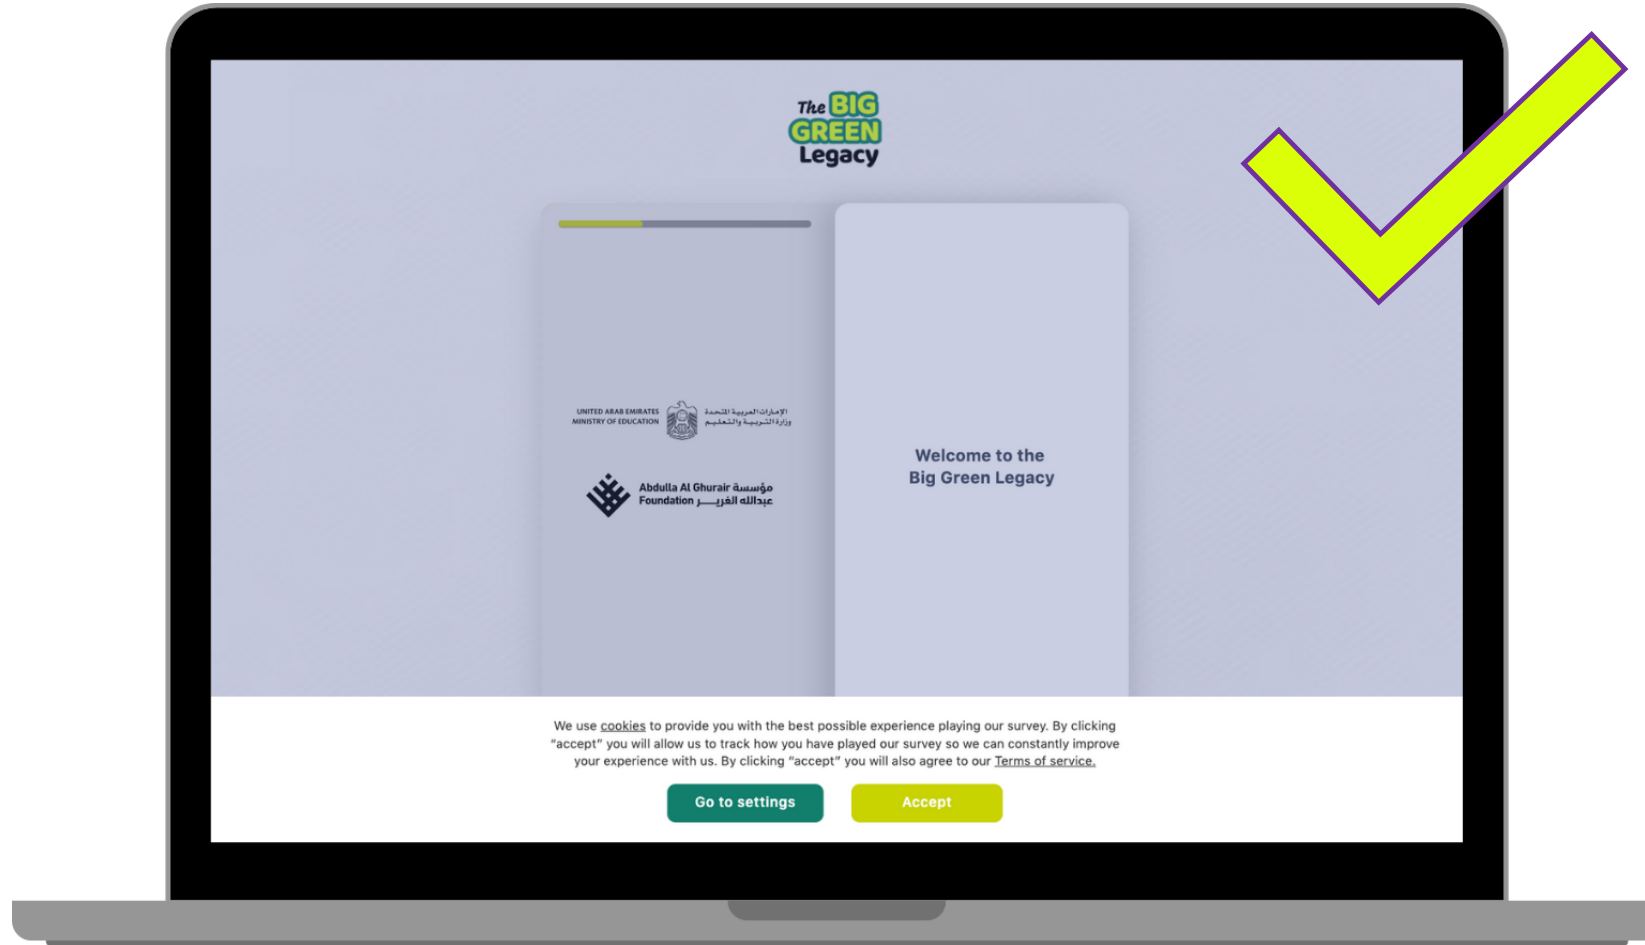 The BIG
GREEN
Legacy
UNITED ARAB EMIRATES
MINISTRY OF EDUCATION
الإمارات العربية المتحدة
وزارة التربية والتعليم
Abdulla Al Ghurair مؤسسة
Foundation عبدالله الغرير
Welcome to the
Big Green Legacy
We use cookies to provide you with the best possible experience playing our survey. By clicking
"accept" you will allow us to track how you have played our survey so we can constantly improve
your experience with us. By clicking "accept" you will also agree to our Terms of service.
Go to settings
Accept